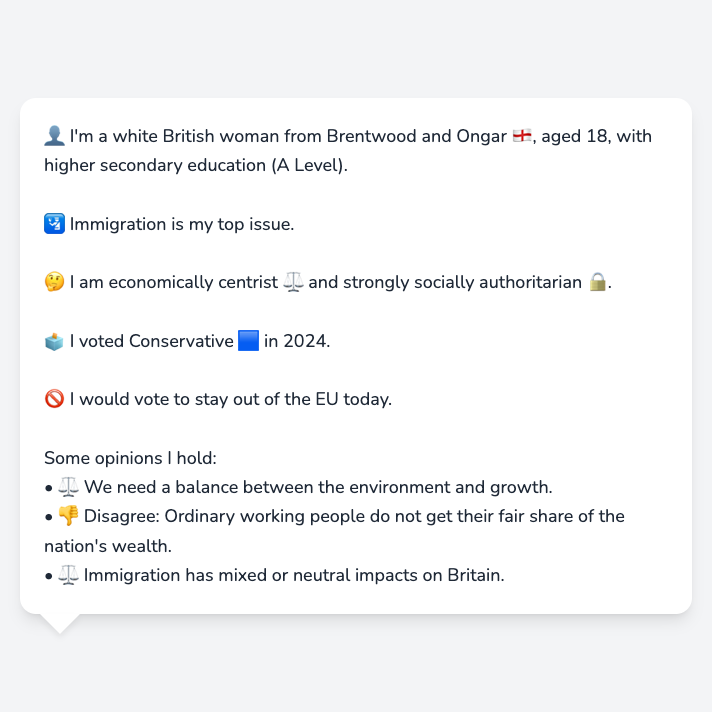 👤 I'm a white British woman from Brentwood and Ongar 🏴󠁧󠁢󠁥󠁮󠁧󠁿, aged 18, with
higher secondary education (A Level).
🛂 Immigration is my top issue.
🤔 I am economically centrist ⚖️ and strongly socially authoritarian 🔒.
🗳️ I voted Conservative 🟦 in 2024.
🚫 I would vote to stay out of the EU today.
Some opinions I hold:
• ⚖️ We need a balance between the environment and growth.
• 👎 Disagree: Ordinary working people do not get their fair share of the
nation's wealth.
• ⚖️ Immigration has mixed or neutral impacts on Britain.